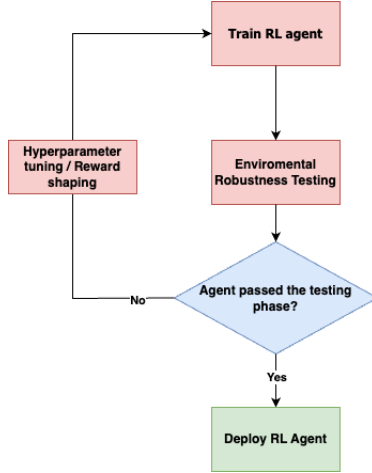 Train RL agent
Hyperparameter
tuning / Reward
shaping
Enviromental
Robustness Testing
Agent passed the testing
phase?
No
Yes
Deploy RL Agent